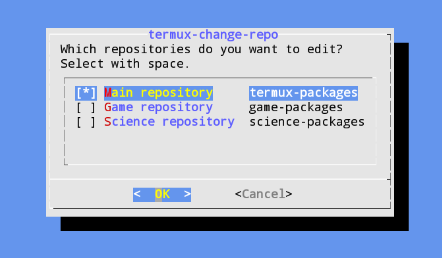 termux-change-repo
Which repositories do you want to edit?
Select with space.
[*] Main repository termux-packages
[ ] Game repository game-packages
[ ] Science repository science-packages
< OK > <Cancel>